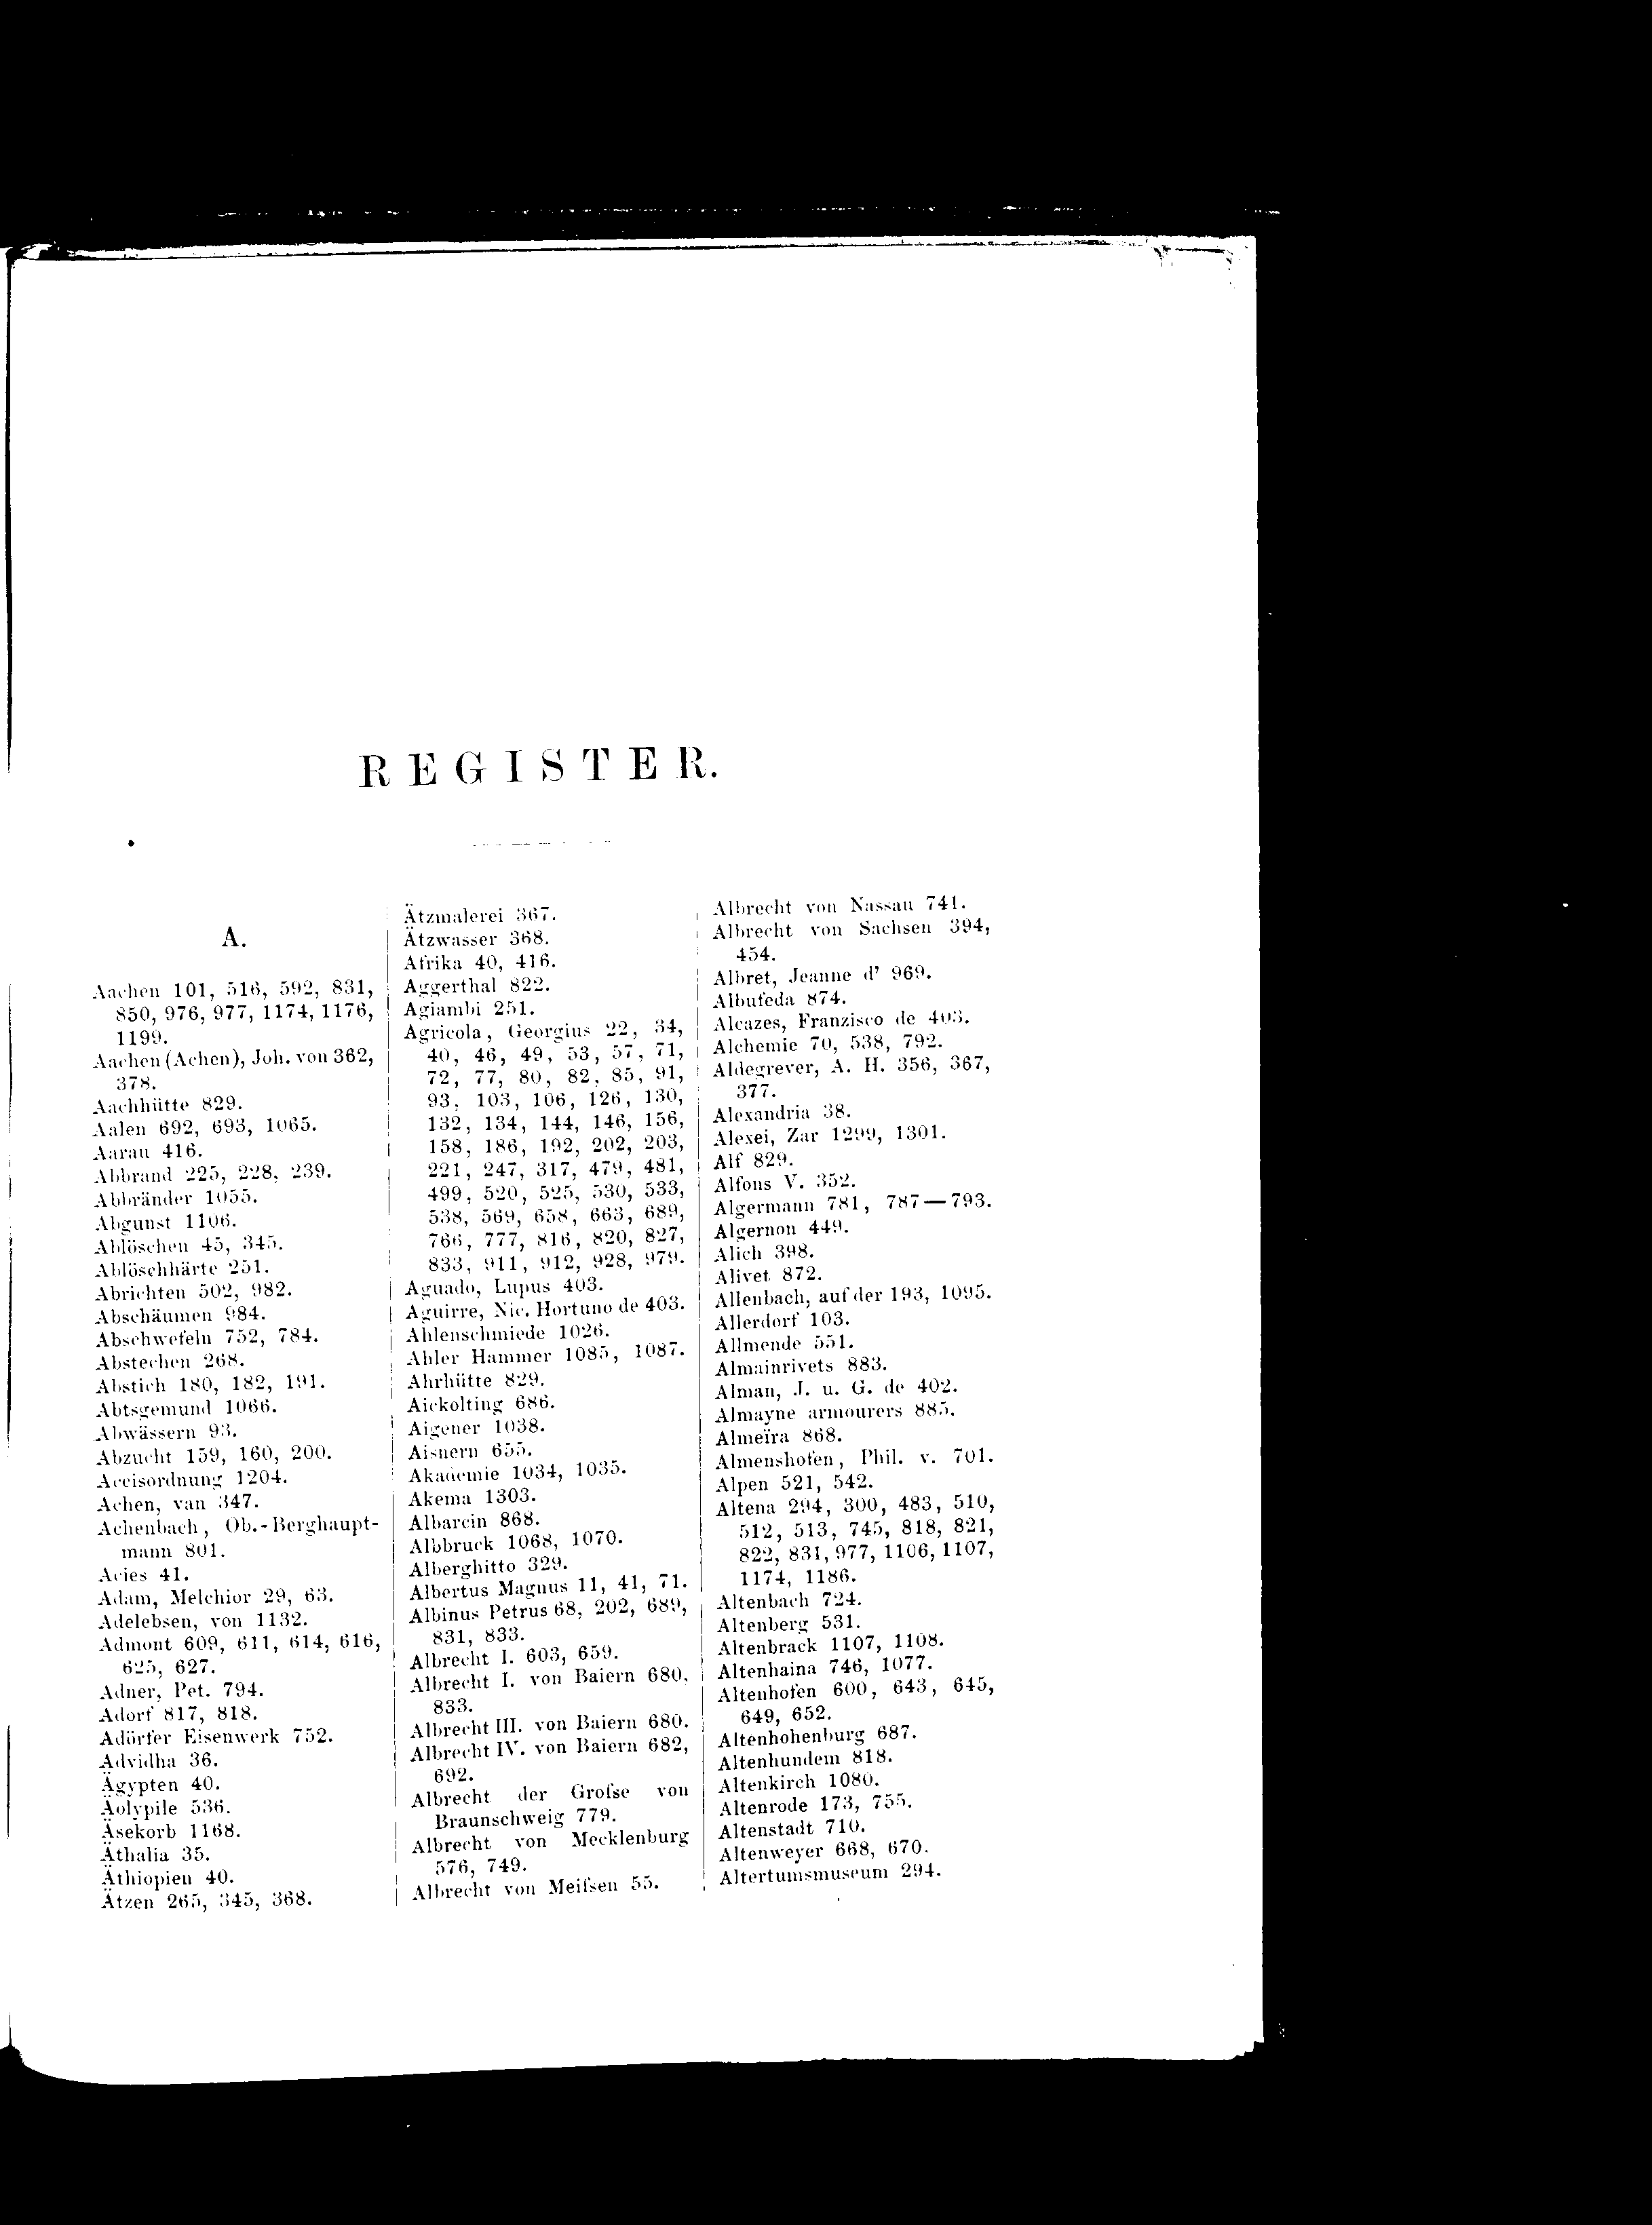 REGISTER.
A.
Aachen 101, 516, 592, 831,
850, 976, 977, 1174, 1176,
1199.
Aachen (Achen), Joh. von 362,
378.
Aachhütte 829.
Aalen 692, 693, 1065.
Aarau 416.
Abbrand 225, 228, 239.
Abbränder 1055.
Abgunst 1106.
Ablöschen 45, 345.
Ablöschhärte 251.
Abrichten 502, 982.
Abschäumen 984.
Abschwefeln 752, 784.
Abstechen 268.
Abstich 180, 182, 191.
Abtsgemund 1066.
Abwässern 93.
Abzucht 159, 160, 200.
Accisordnung 1204.
Achen, van 347.
Achenbach, Ob.-Berghaupt-
mann 801.
Acies 41.
Adam, Melchior 29, 63.
Adelebsen, von 1132.
Admont 609, 611, 614, 616,
625, 627.
Adner, Pet. 794.
Adorf 817, 818.
Adörfer Eisenwerk 752.
Advidha 36.
Ägypten 40.
Äolypile 536.
Äsekorb 1168.
Äthalia 35.
Äthiopien 40.
Ätzen 265, 345, 368.
Ätzmalerei 367.
Ätzwasser 368.
Afrika 40, 416.
Aggerthal 822.
Agiambi 251.
Agricola, Georgius 22, 34,
40, 46, 49, 53, 57, 71,
72, 77, 80, 82, 85, 91,
93, 103, 106, 126, 130,
132, 134, 144, 146, 156,
158, 186, 192, 202, 203,
221, 247, 317, 479, 481,
499, 520, 525, 530, 533,
538, 569, 658, 663, 689,
766, 777, 816, 820, 827,
833, 911, 912, 928, 979.
Aguado, Lupus 403.
Aguirre, Nic. Hortuno de 403.
Ahlenschmiede 1026.
Ahler Hammer 1085, 1087.
Ahrhütte 829.
Aickolting 686.
Aigener 1038.
Aisnern 655.
Akademie 1034, 1035.
Akema 1303.
Albarcin 868.
Albbruck 1068, 1070.
Alberghitto 329.
Albertus Magnus 11, 41, 71.
Albinus Petrus 68, 202, 689,
831, 833.
Albrecht I. 603, 659.
Albrecht I. von Baiern 680,
833.
Albrecht III. von Baiern 680.
Albrecht IV. von Baiern 682,
692.
Albrecht der Groſse von
Braunschweig 779.
Albrecht von Mecklenburg
576, 749.
Albrecht von Meiſsen 55.
Albrecht von Nassau 741.
Albrecht von Sachsen 394,
454.
Albret, Jeanne d' 969.
Albufeda 874.
Alcazes, Franzisco de 403.
Alchemie 70, 538, 792.
Aldegrever, A. H. 356, 367,
377.
Alexandria 38.
Alexei, Zar 1299, 1301.
Alf 829.
Alfons V. 352.
Algermann 781, 787—793.
Algernon 449.
Alich 398.
Alivet 872.
Allenbach, auf der 193, 1095.
Allerdorf 103.
Allmende 551.
Almainrivets 883.
Alman, J. u. G. de 402.
Almayne armourers 885.
Almeïra 868.
Almenshofen, Phil. v. 701.
Alpen 521, 542.
Altena 294, 300, 483, 510,
512, 513, 745, 818, 821,
822, 831, 977, 1106, 1107,
1174, 1186.
Altenbach 724.
Altenberg 531.
Altenbrack 1107, 1108.
Altenhaina 746, 1077.
Altenhofen 600, 643, 645,
649, 652.
Altenhohenburg 687.
Altenhundem 818.
Altenkirch 1080.
Altenrode 173, 755.
Altenstadt 710.
Altenweyer 668, 670.
Altertumsmuseum 294.